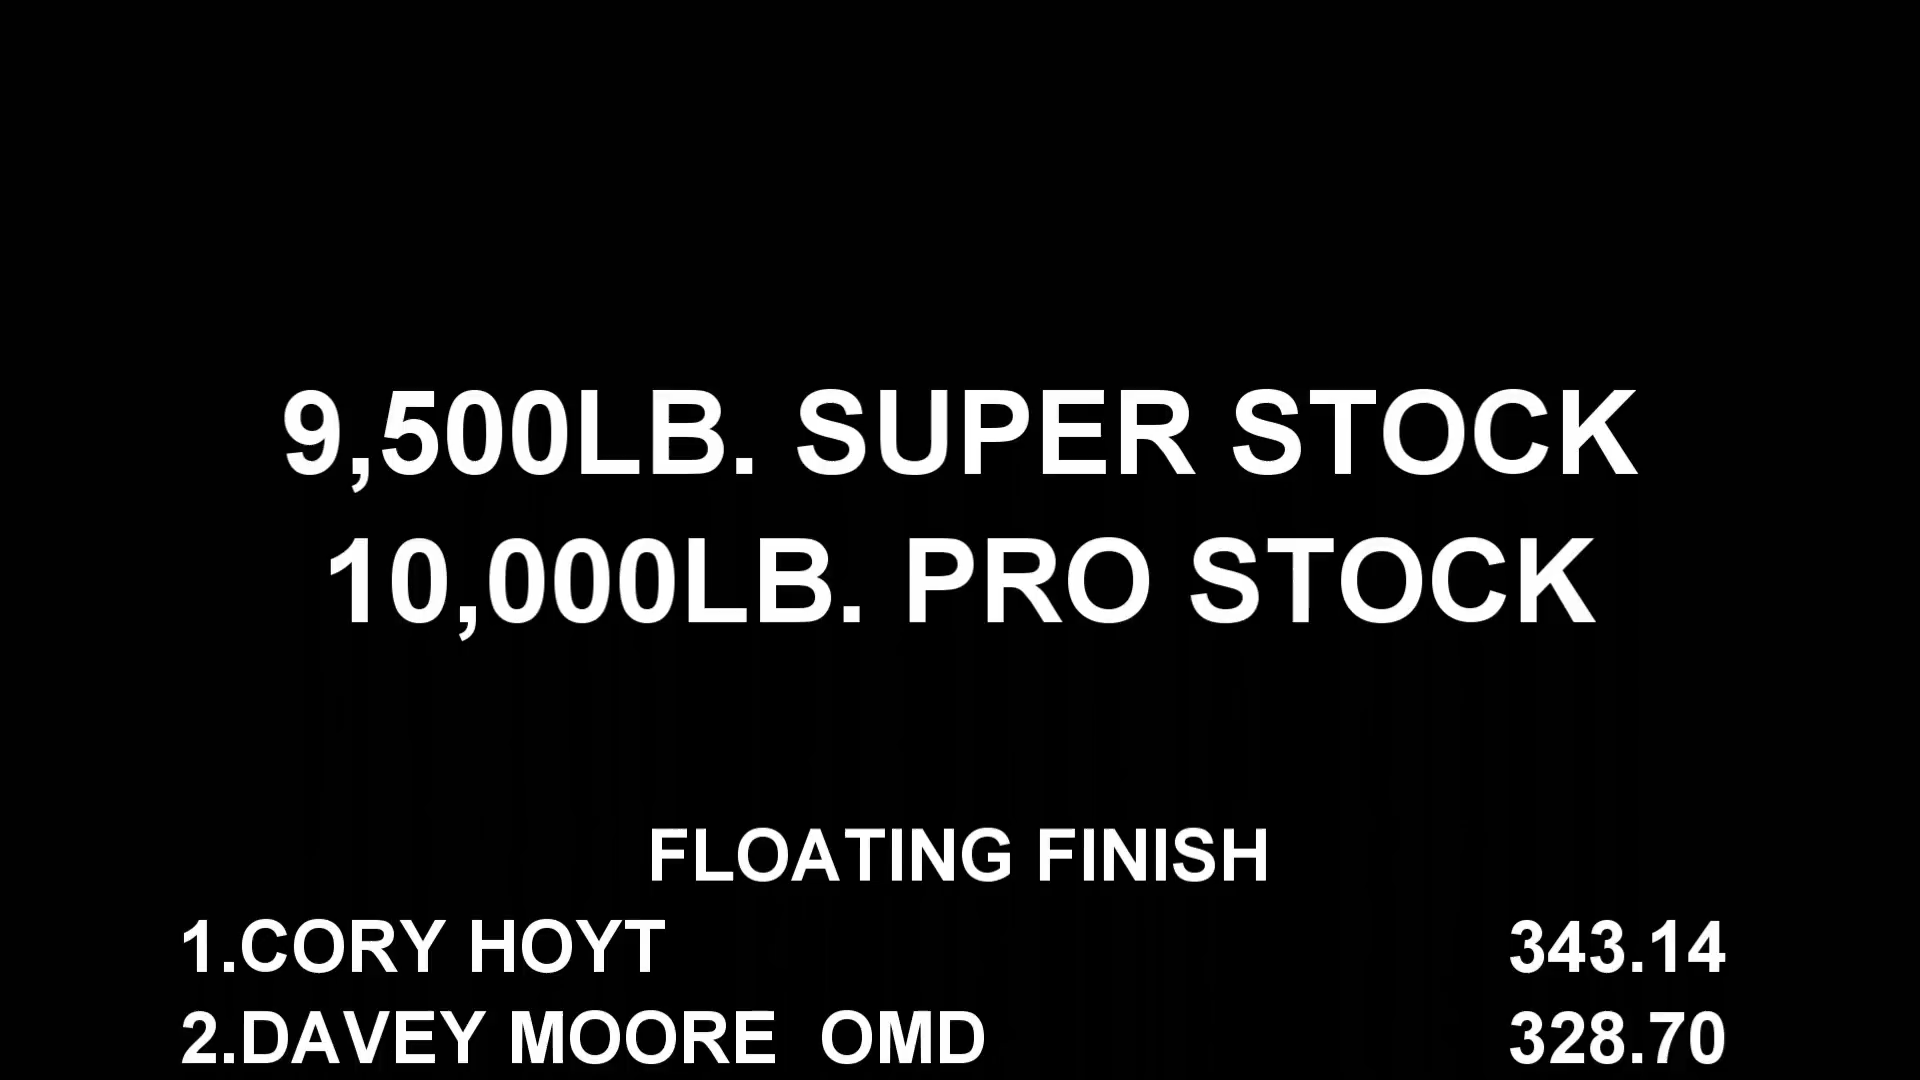 9,500LB. SUPER STOCK
10,000LB. PRO STOCK
FLOATING FINISH
1.CORY HOYT 343.14
2.DAVEY MOORE  OMD 328.70